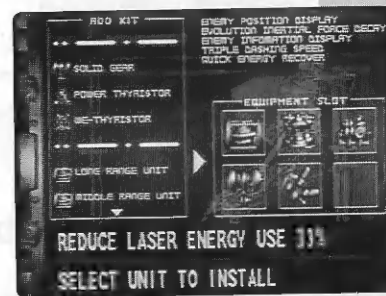 ADD KIT
SOLID GEAR
POWER THYRISTOR
WE-THYRISTOR
LONG RANGE UNIT
MIDDLE RANGE UNIT
ENEMY POSITION DISPLAY
EVOLUTION INERTIAL FORCE DECAY
ENEMY INFOMATION DISPLAY
TRIPLE DASHING SPEED
QUICK ENERGY RECOVER
EQUIPMENT SLOT
REDUCE LASER ENERGY USE 33%
SELECT UNIT TO INSTALL